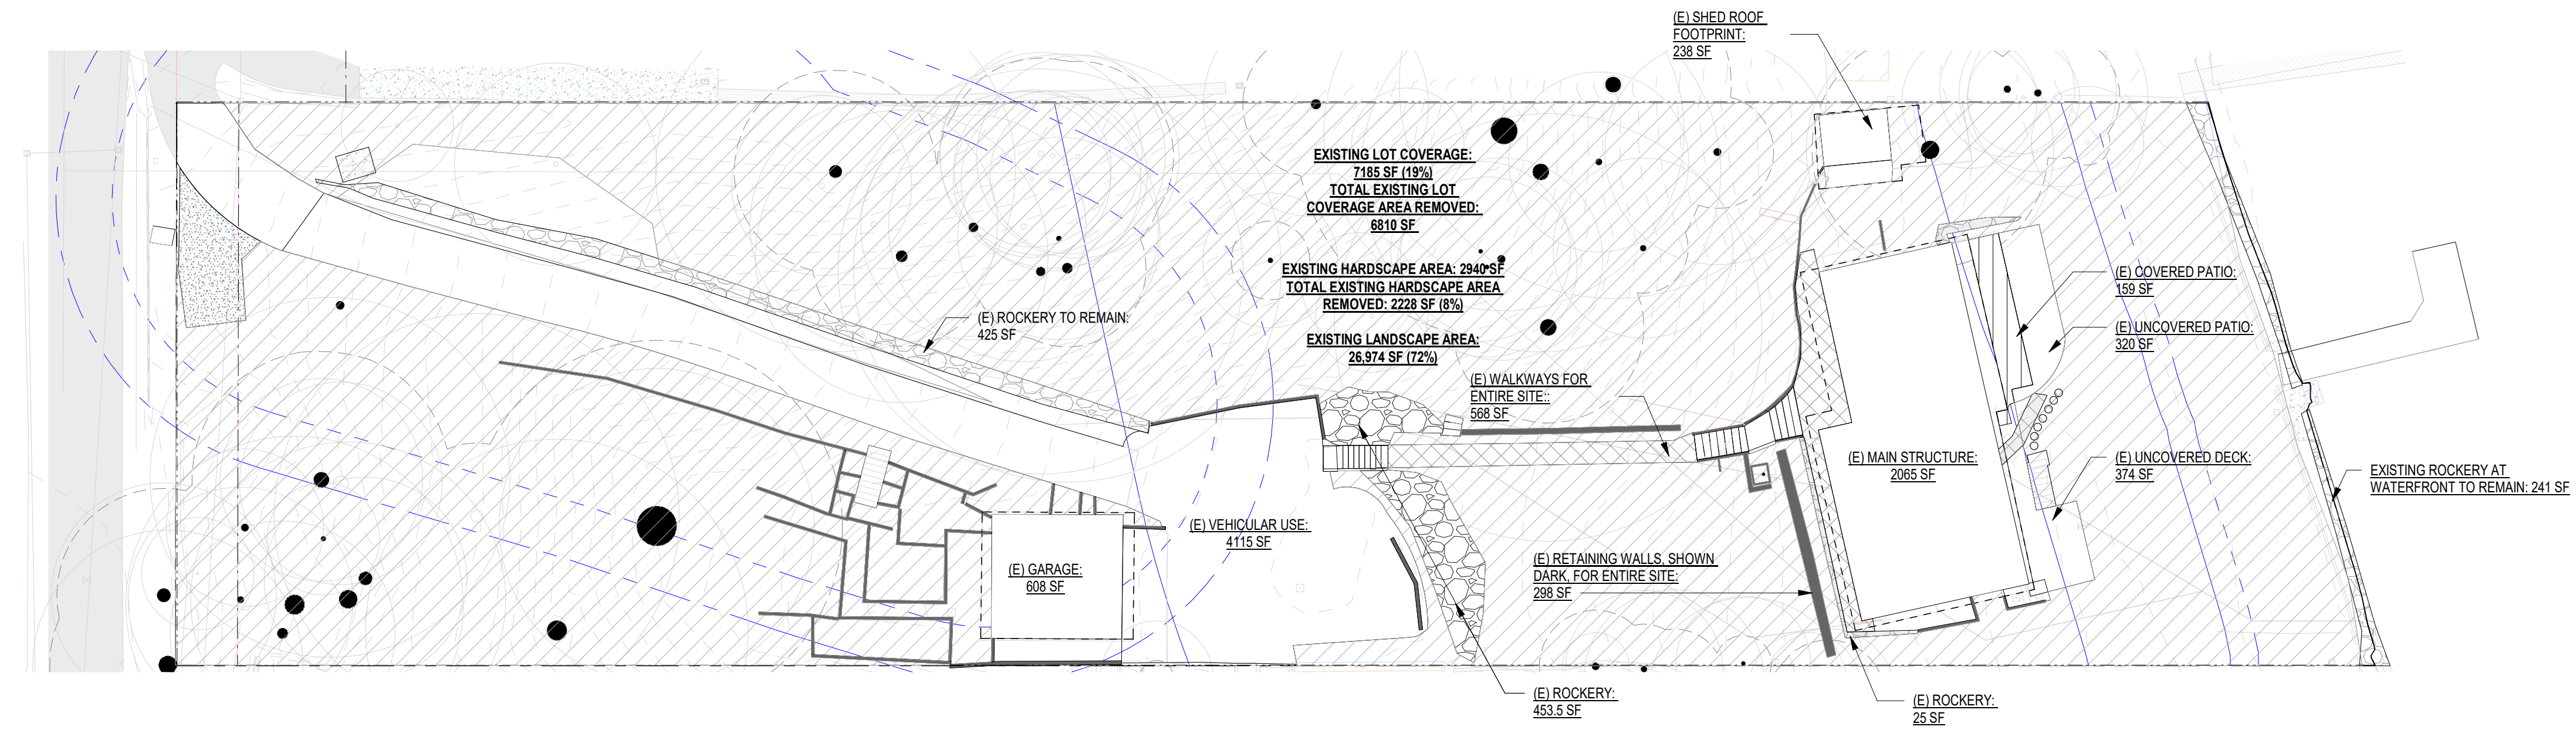 (E) SHED ROOF
FOOTPRINT:
238 SF
EXISTING LOT COVERAGE:
7185 SF (19%)
TOTAL EXISTING LOT
COVERAGE AREA REMOVED:
6810 SF
EXISTING HARDSCAPE AREA: 2940 SF
TOTAL EXISTING HARDSCAPE AREA
REMOVED: 2228 SF (8%)
EXISTING LANDSCAPE AREA:
26,974 SF (72%)
(E) ROCKERY TO REMAIN:
425 SF
(E) WALKWAYS FOR
ENTIRE SITE::
568 SF
(E) COVERED PATIO:
159 SF
(E) UNCOVERED PATIO:
320 SF
(E) MAIN STRUCTURE:
2065 SF
(E) UNCOVERED DECK:
374 SF
EXISTING ROCKERY AT
WATERFRONT TO REMAIN: 241 SF
(E) VEHICULAR USE:
4115 SF
(E) GARAGE:
608 SF
(E) RETAINING WALLS, SHOWN
DARK, FOR ENTIRE SITE:
298 SF
(E) ROCKERY:
453.5 SF
(E) ROCKERY:
25 SF